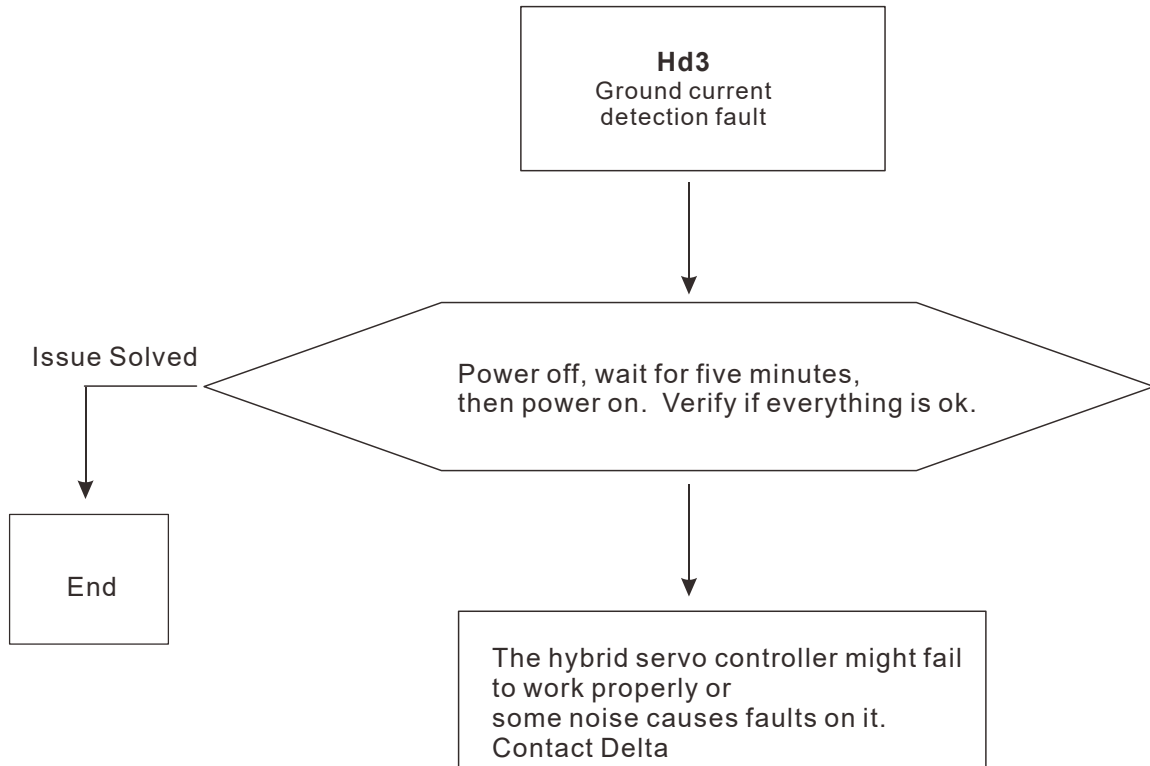 Hd3
Ground current
detection fault
Issue Solved
Power off, wait for five minutes,
then power on. Verify if everything is ok.
End
The hybrid servo controller might fail
to work properly or
some noise causes faults on it.
Contact Delta